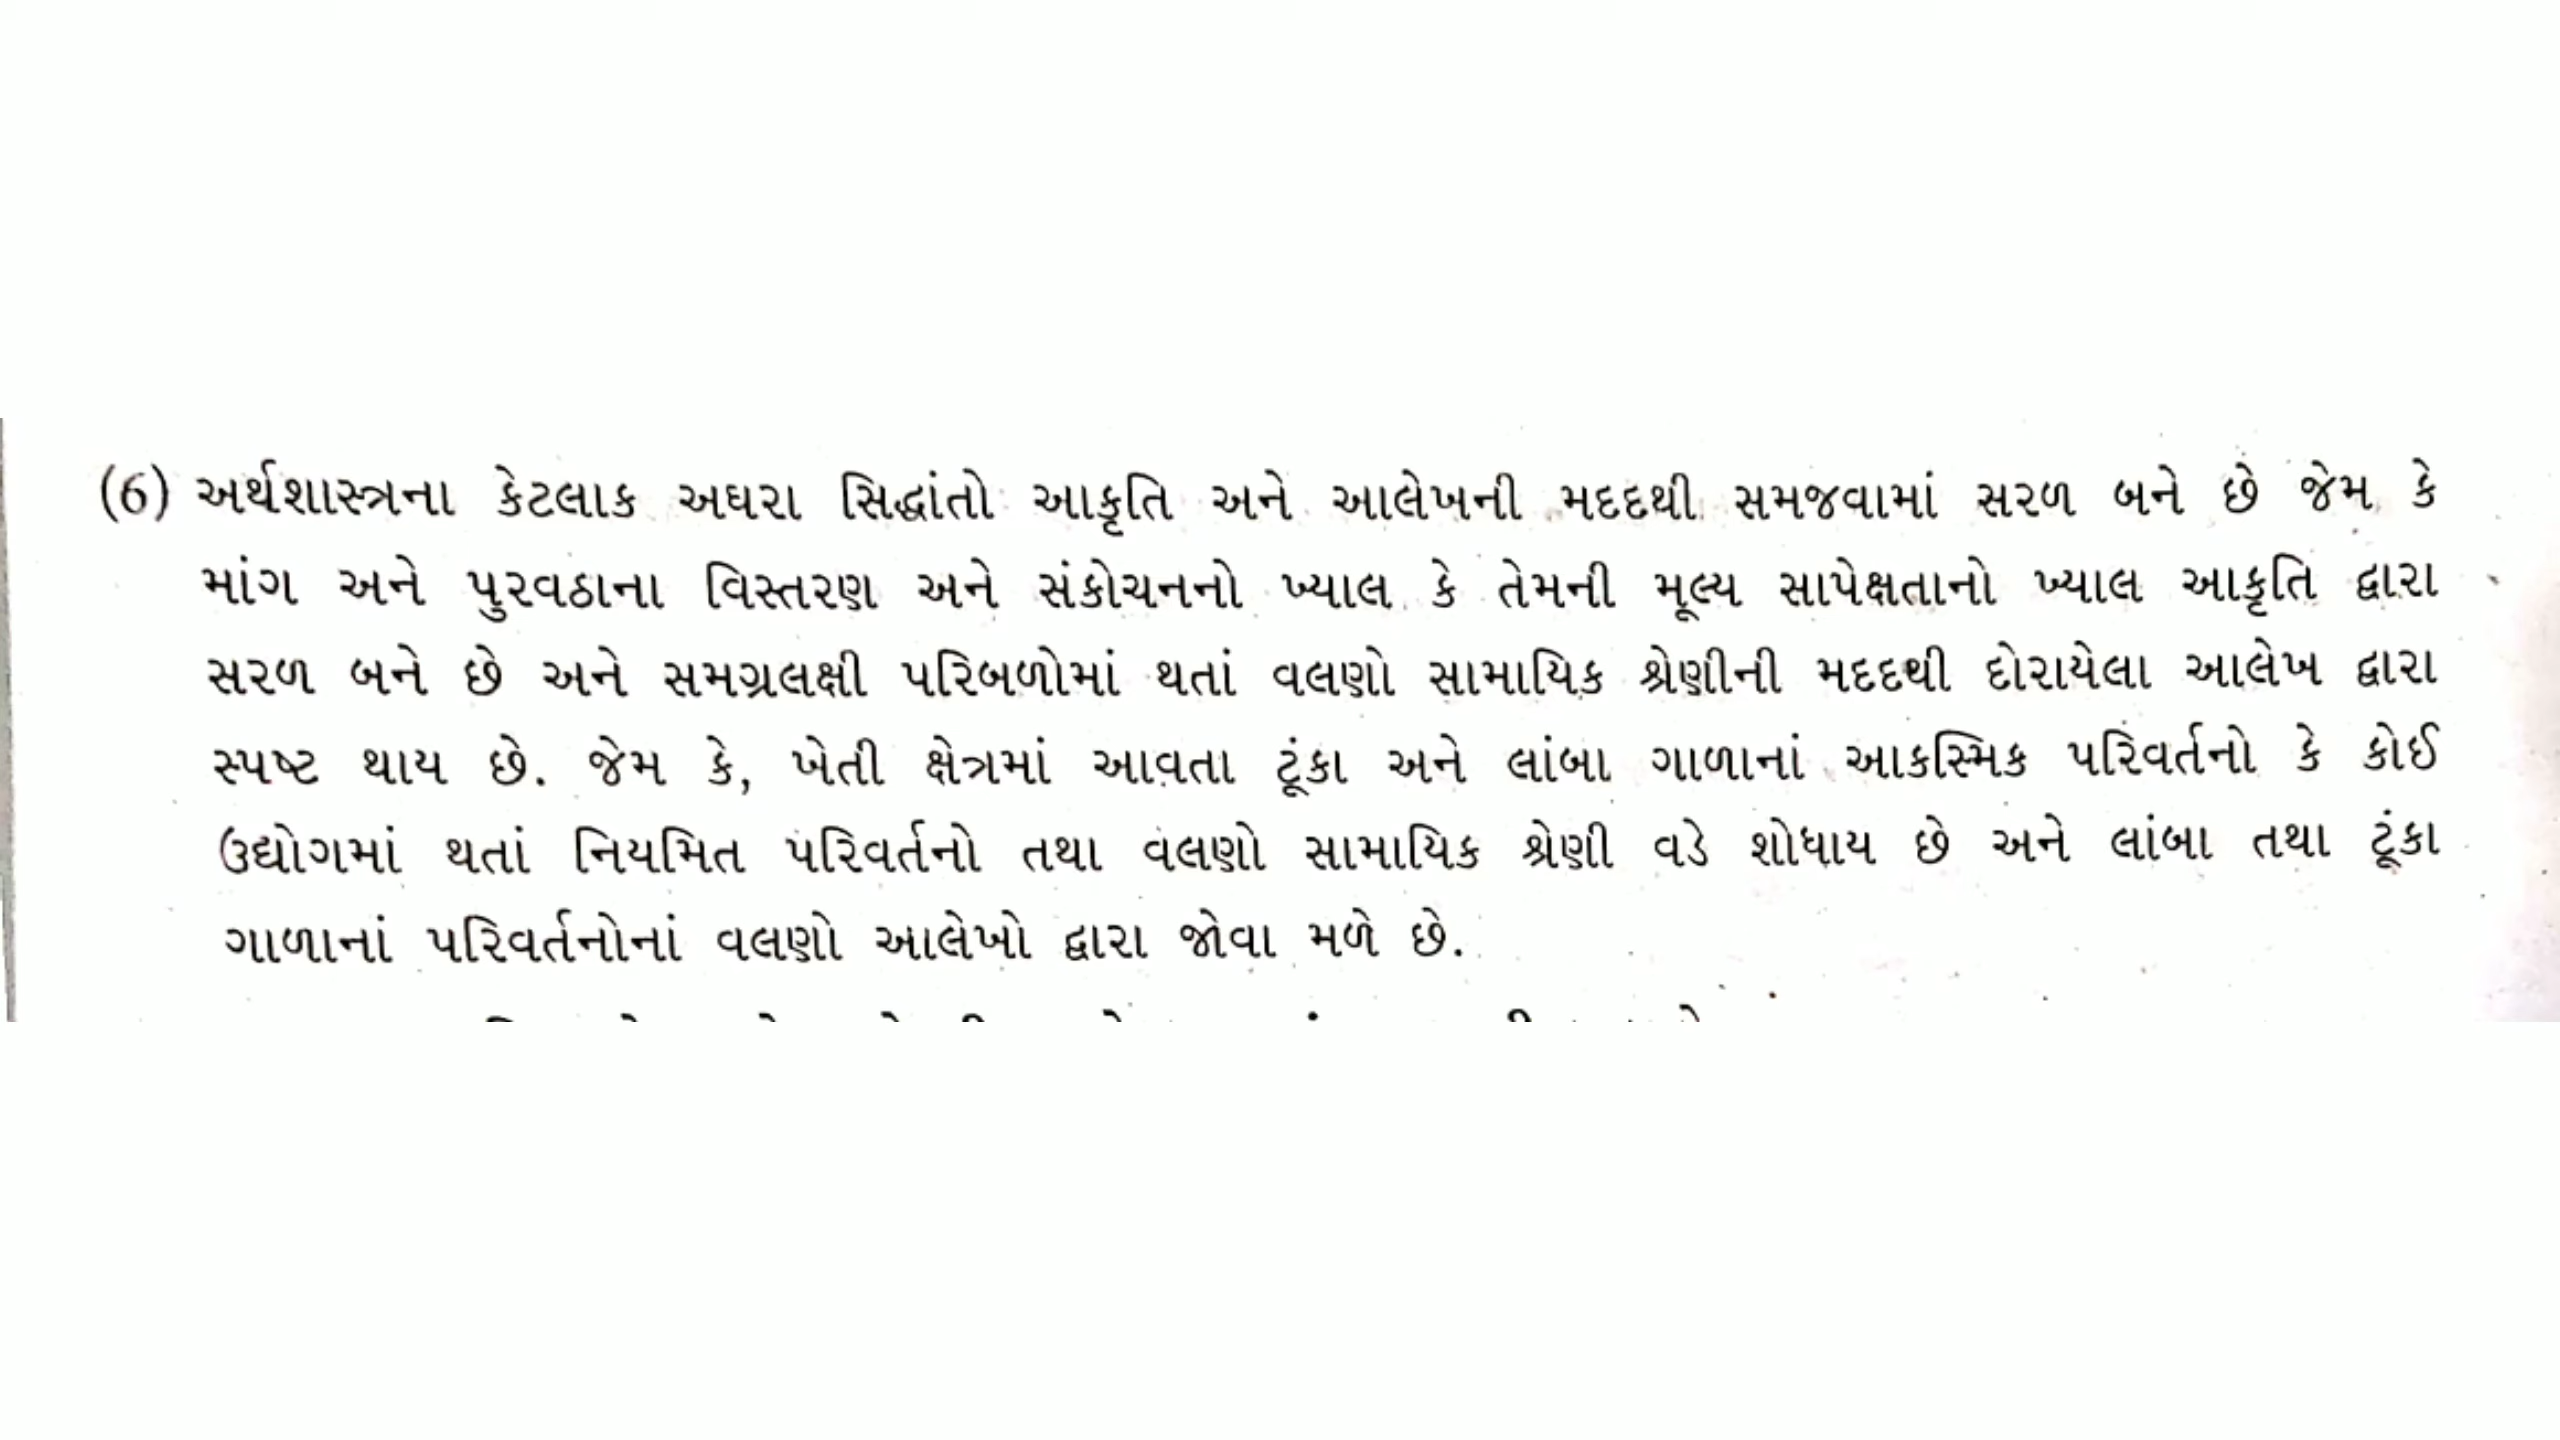 (6) અર્થશાસ્ત્રના કેટલાક અઘરા સિદ્ધાંતો આકૃતિ અને આલેખની મદદથી સમજવામાં સરળ બને છે જેમ કે
માંગ અને પુરવઠાના વિસ્તરણ અને સંકોચનનો ખ્યાલ કે તેમની મૂલ્ય સાપેક્ષતાનો ખ્યાલ આકૃતિ દ્વારા
સરળ બને છે અને સમગ્રલક્ષી પરિબળોમાં થતાં વલણો સામાયિક શ્રેણીની મદદથી દોરાયેલા આલેખ દ્વારા
સ્પષ્ટ થાય છે. જેમ કે, ખેતી ક્ષેત્રમાં આવતા ટૂંકા અને લાંબા ગાળાનાં આકસ્મિક પરિવર્તનો કે કોઈ
ઉદ્યોગમાં થતાં નિયમિત પરિવર્તનો તથા વલણો સામાયિક શ્રેણી વડે શોધાય છે અને લાંબા તથા ટૂંકા
ગાળાનાં પરિવર્તનોનાં વલણો આલેખો દ્વારા જોવા મળે છે.